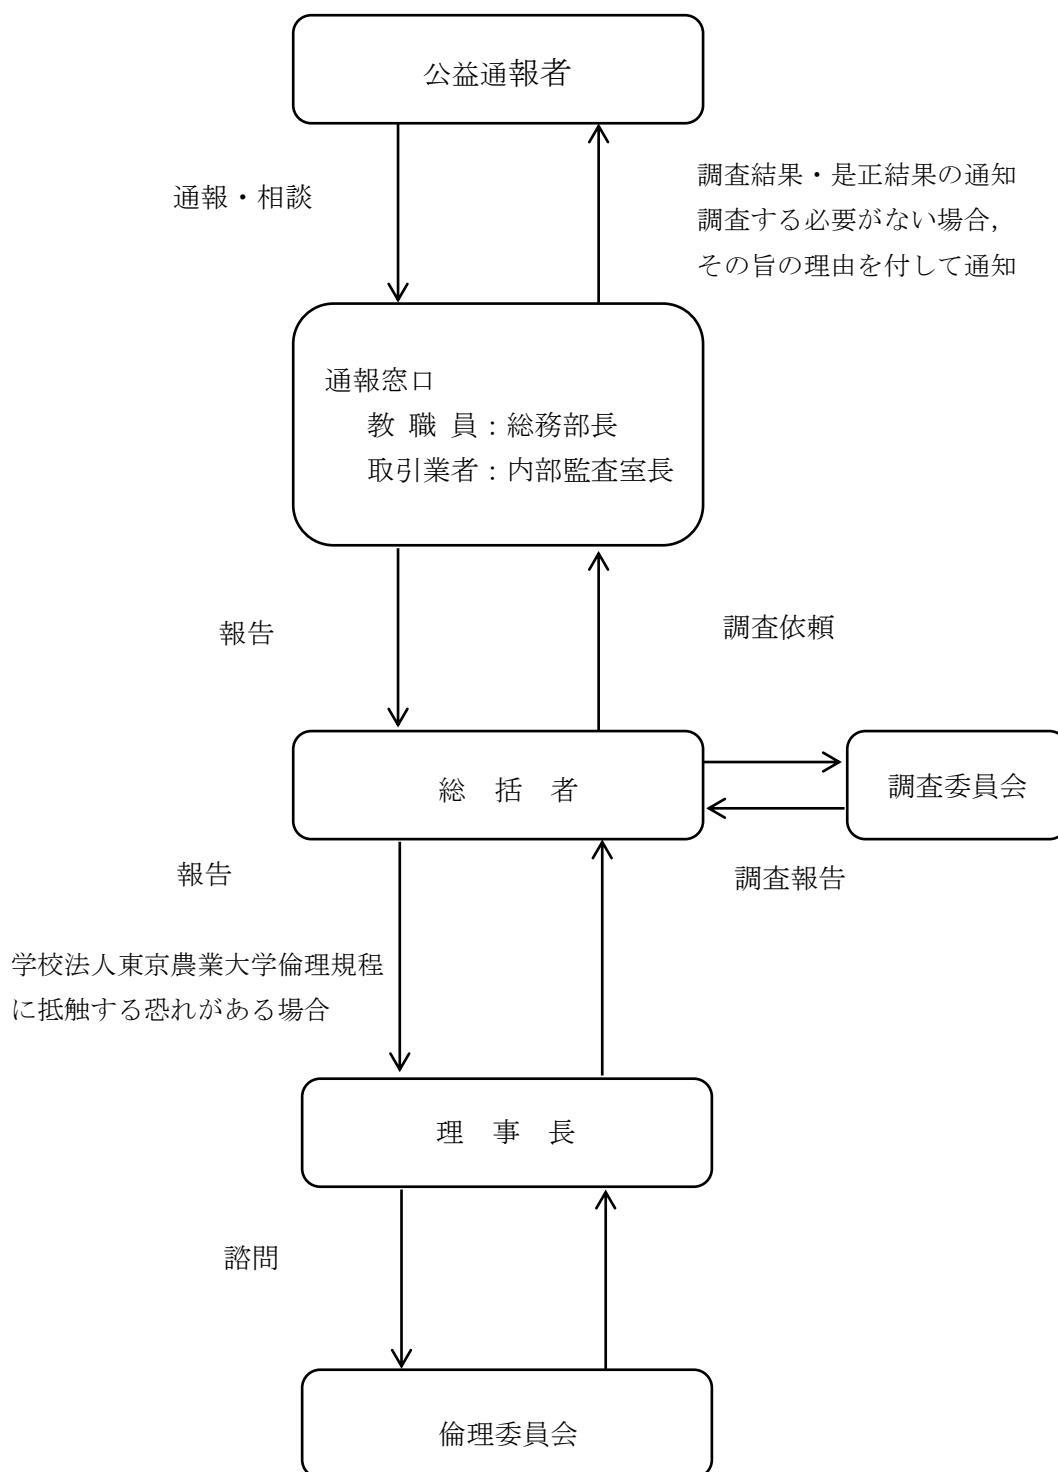 公益通報者
通報・相談
調査結果・是正結果の通知
調査する必要がない場合，
その旨の理由を付して通知
通報窓口
教 職 員：総務部長
取引業者：内部監査室長
報告
調査依頼
総　括　者
調査委員会
報告
調査報告
学校法人東京農業大学倫理規程
に抵触する恐れがある場合
理　事　長
諮問
倫理委員会